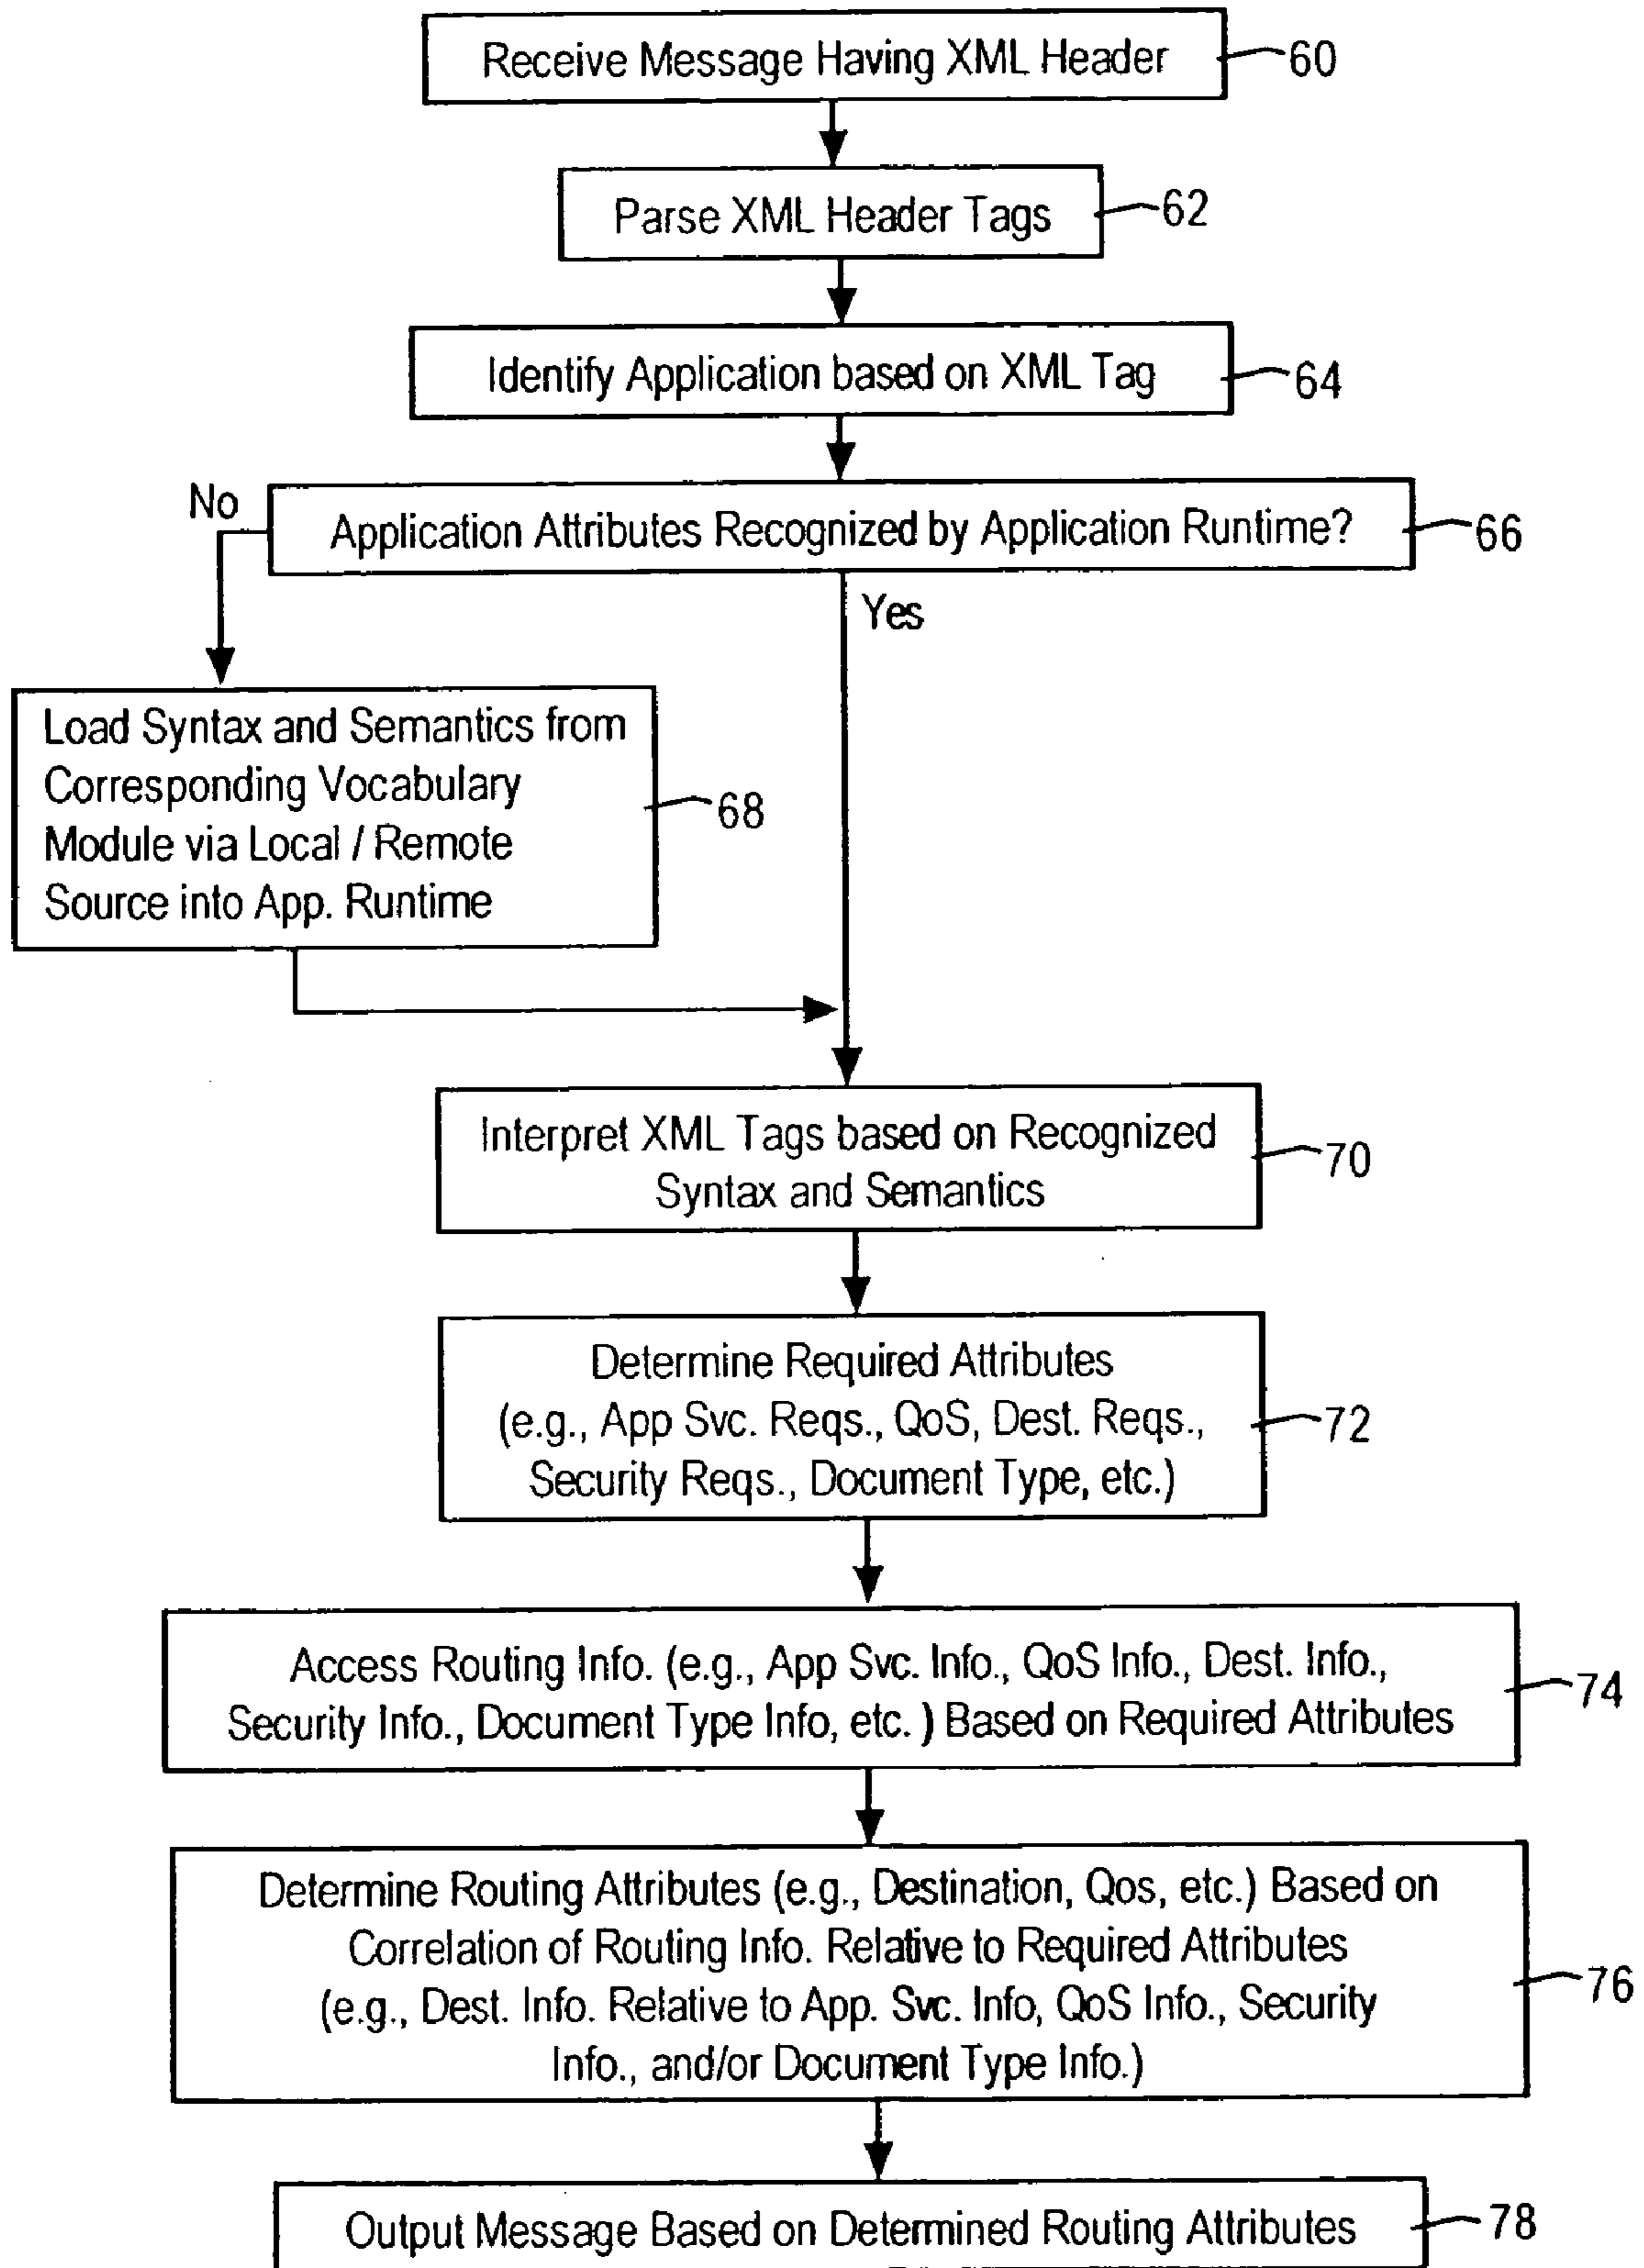 Receive Message Having XML Header
60
Parse XML Header Tags
62
Identify Application based on XML Tag
64
No
Application Attributes Recognized by Application Runtime?
66
Yes
Load Syntax and Semantics from
Corresponding Vocabulary
Module via Local / Remote
Source into App. Runtime
68
Interpret XML Tags based on Recognized
Syntax and Semantics
70
Determine Required Attributes
(e.g., App Svc. Reqs., QoS, Dest. Reqs.,
Security Reqs., Document Type, etc.)
72
Access Routing Info. (e.g., App Svc. Info., QoS Info., Dest. Info.,
Security Info., Document Type Info, etc. ) Based on Required Attributes
74
Determine Routing Attributes (e.g., Destination, Qos, etc.) Based on
Correlation of Routing Info. Relative to Required Attributes
(e.g., Dest. Info. Relative to App. Svc. Info, QoS Info., Security
Info., and/or Document Type Info.)
76
Output Message Based on Determined Routing Attributes
78